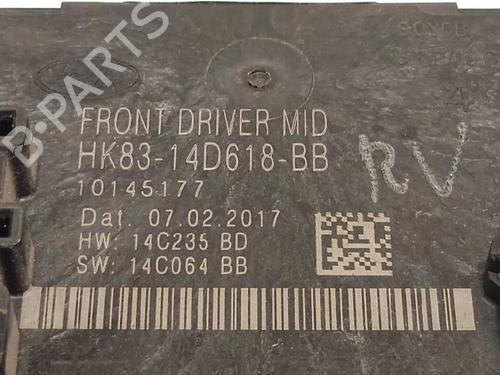 B-PARTS
FRONT DRIVER MID
HK83-14D618-BB
RV
10145177
Dat. 07.02.2017
HW: 14C235 BD
SW: 14C064 BB